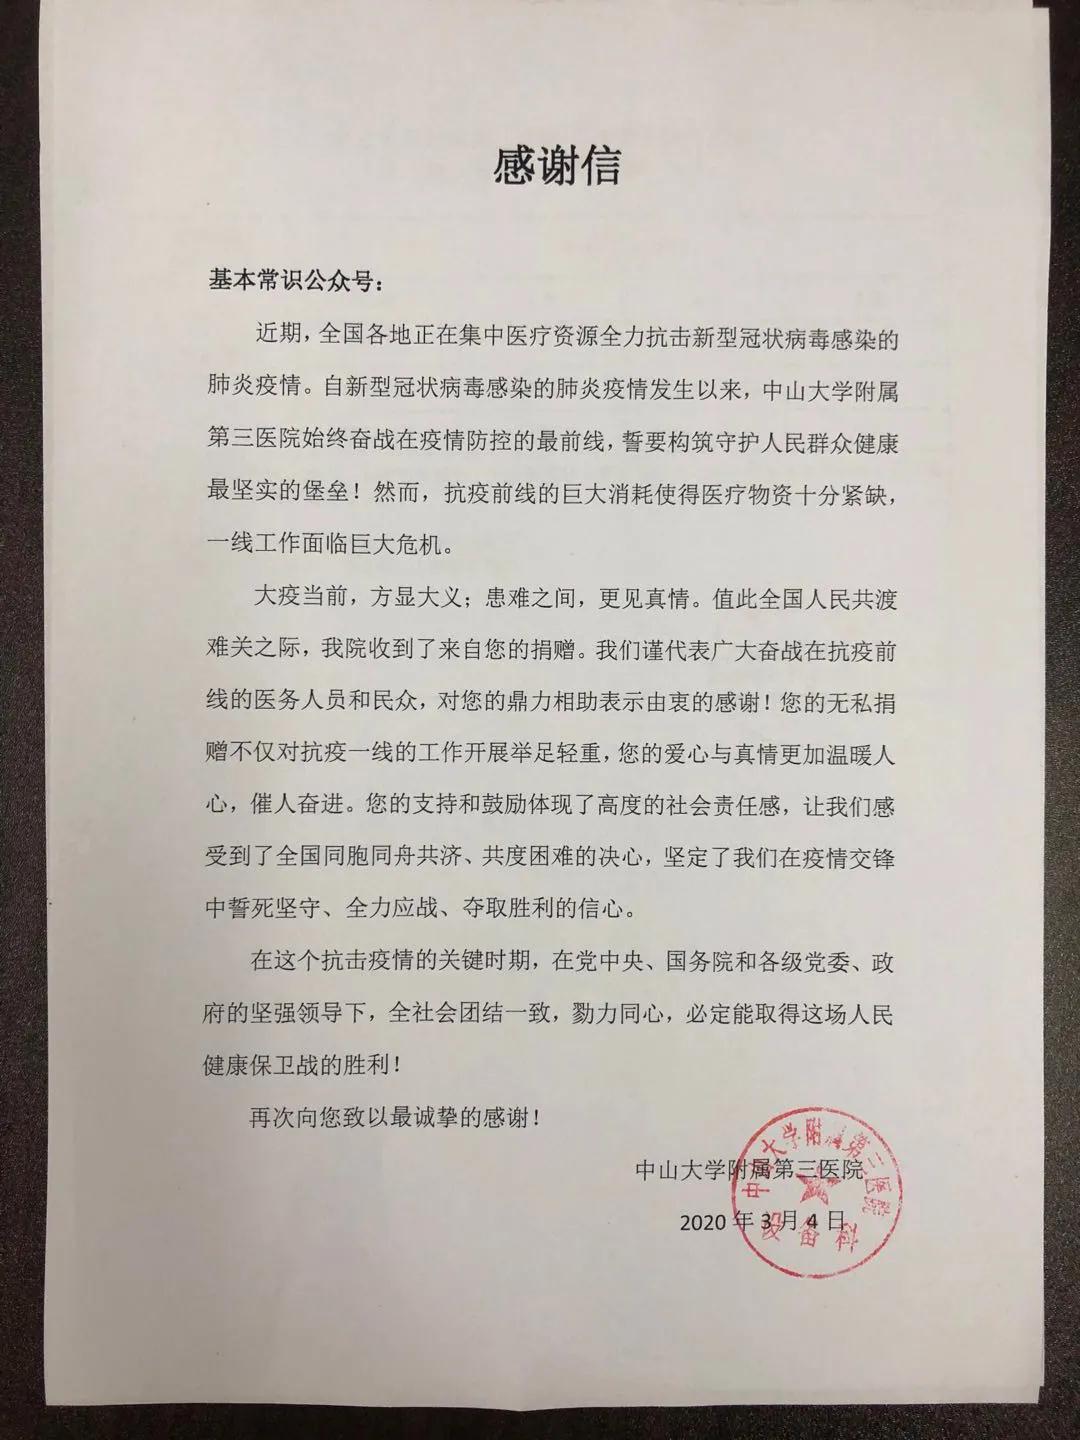 感谢信
基本常识公众号：
近期，全国各地正在集中医疗资源全力抗击新型冠状病毒感染的
肺炎疫情。自新型冠状病毒感染的肺炎疫情发生以来，中山大学附属
第三医院始终奋战在疫情防控的最前线，誓要构筑守护人民群众健康
最坚实的堡垒！然而，抗疫前线的巨大消耗使得医疗物资十分紧缺，
一线工作面临巨大危机。
大疫当前，方显大义；患难之间，更见真情。值此全国人民共渡
难关之际，我院收到了来自您的捐赠。我们谨代表广大奋战在抗疫前
线的医务人员和民众，对您的鼎力相助表示由衷的感谢！您的无私捐
赠不仅对抗疫一线的工作开展举足轻重，您的爱心与真情更加温暖人
心，催人奋进。您的支持和鼓励体现了高度的社会责任感，让我们感
受到了全国同胞同舟共济、共度困难的决心，坚定了我们在疫情交锋
中誓死坚守、全力应战、夺取胜利的信心。
在这个抗击疫情的关键时期，在党中央、国务院和各级党委、政
府的坚强领导下，全社会团结一致，勠力同心，必定能取得这场人民
健康保卫战的胜利！
再次向您致以最诚挚的感谢！
中山大学附属第三医院
2020 年 3 月 4 日
中山大学附属第三医院
设备科